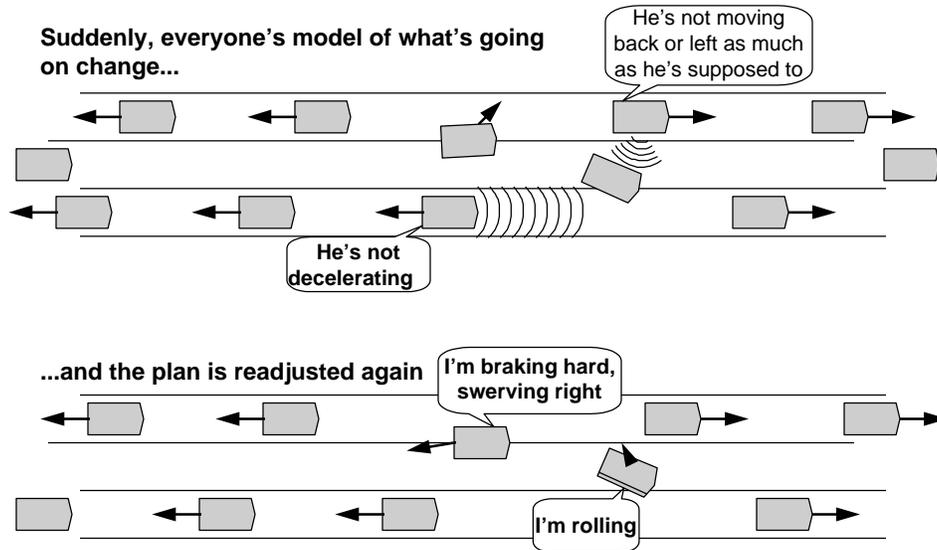 Suddenly, everyone's model of what's going
on change...
He's not moving
back or left as much
as he's supposed to
He's not
decelerating
...and the plan is readjusted again
I'm braking hard,
swerving right
I'm rolling